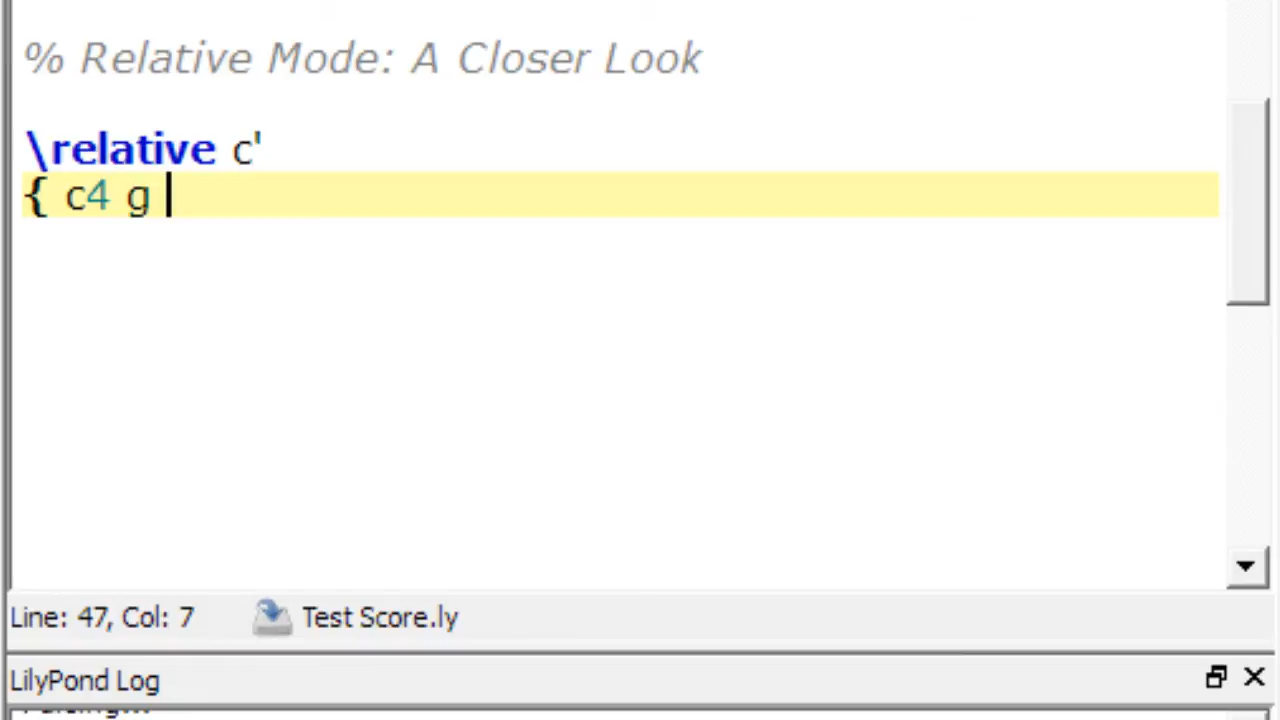 % Relative Mode: A Closer Look
\relative c'
{ c4 g
Line: 47, Col: 7 Test Score.ly
LilyPond Log